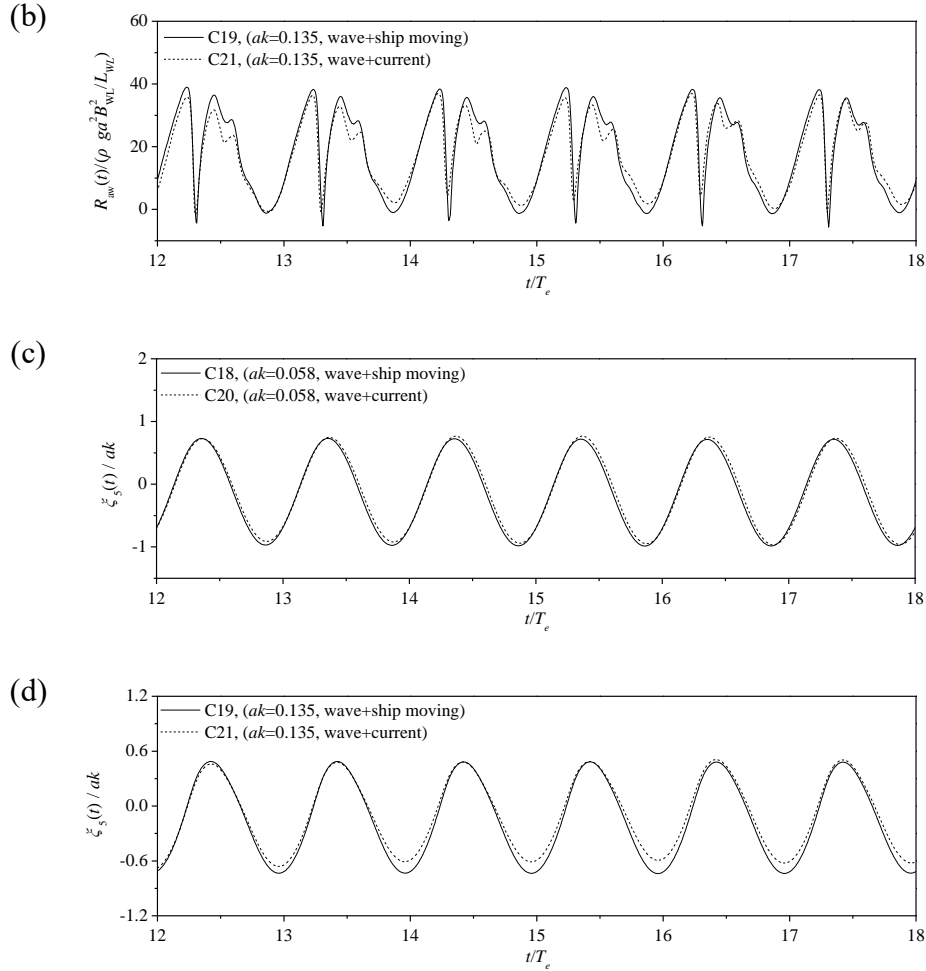 (b)
60
C19, (ak=0.135, wave+ship moving)
C21, (ak=0.135, wave+current)
40
20
0
R_aw(t)/(ρ ga²B²_WL/L_WL)
12 13 14 15 16 17 18
t/T_e
(c)
2
C18, (ak=0.058, wave+ship moving)
C20, (ak=0.058, wave+current)
1
0
-1
ξ_5(t) / ak
12 13 14 15 16 17 18
t/T_e
(d)
1.2
C19, (ak=0.135, wave+ship moving)
C21, (ak=0.135, wave+current)
0.6
0.0
-0.6
-1.2
ξ_5(t) / ak
12 13 14 15 16 17 18
t/T_e